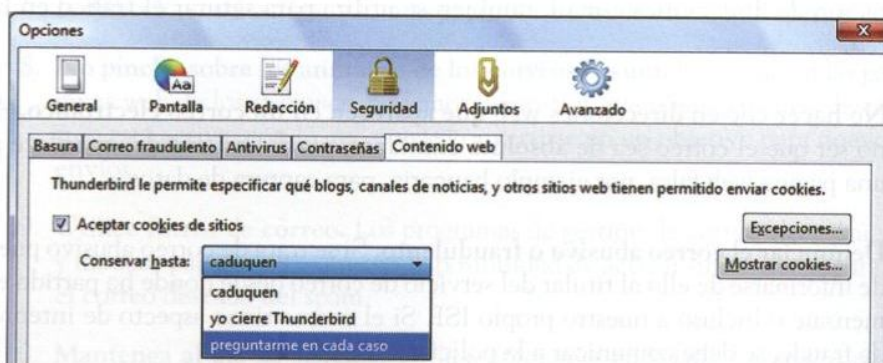 Opciones
General Pantalla Redacción Seguridad Adjuntos Avanzado
Basura Correo fraudulento Antivirus Contraseñas Contenido web
Thunderbird le permite especificar qué blogs, canales de noticias, y otros sitios web tienen permitido enviar cookies.
Aceptar cookies de sitios Excepciones...
Conservar hasta: caduquen Mostrar cookies...
caduquen
yo cierre Thunderbird
preguntarme en cada caso